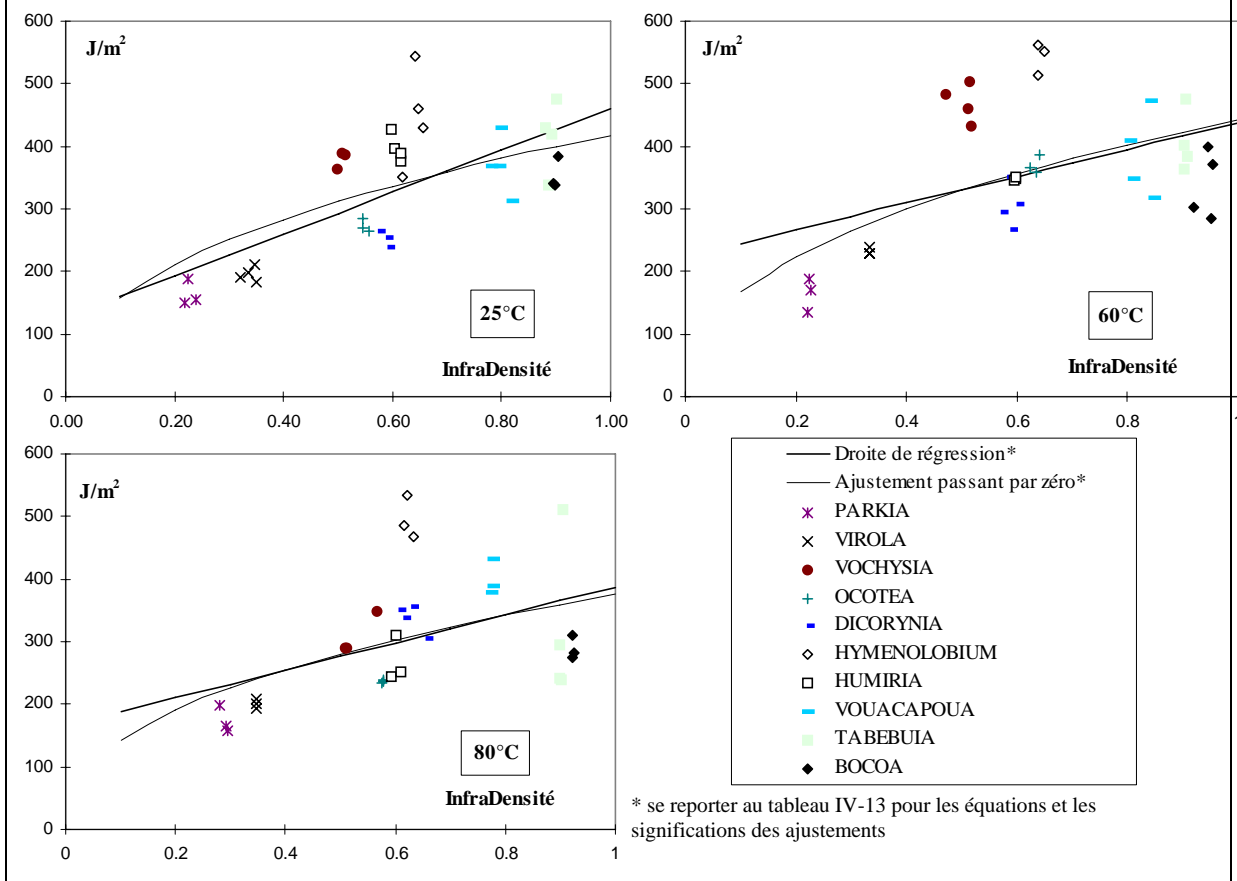 600
500
400
300
200
100
0
J/m²
25°C
InfraDensité
0.00
0.20
0.40
0.60
0.80
1.00
600
500
400
300
200
100
0
J/m²
60°C
InfraDensité
0
0.2
0.4
0.6
0.8
1
600
500
400
300
200
100
0
J/m²
80°C
InfraDensité
0
0.2
0.4
0.6
0.8
1
Droite de régression*
Ajustement passant par zéro*
PARKIA
VIROLA
VOCHYSIA
OCOTEA
DICORYNIA
HYMENOLOBIUM
HUMIRIA
VOUACAPOUA
TABEBUIA
BOCOA
* se reporter au tableau IV-13 pour les équations et les
significations des ajustements